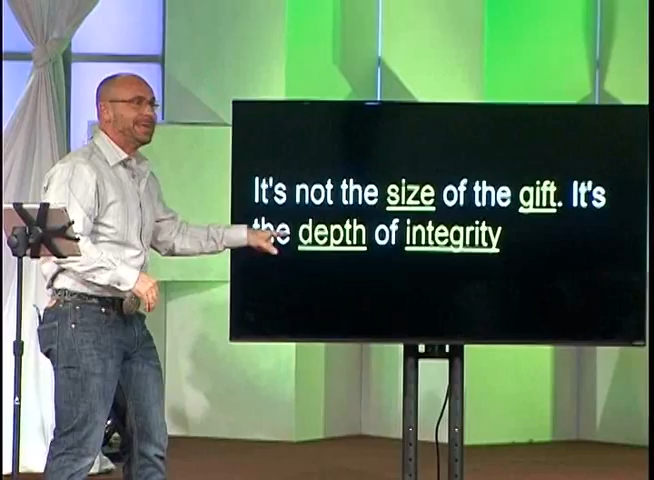 It's not the size of the gift. It's
the depth of integrity